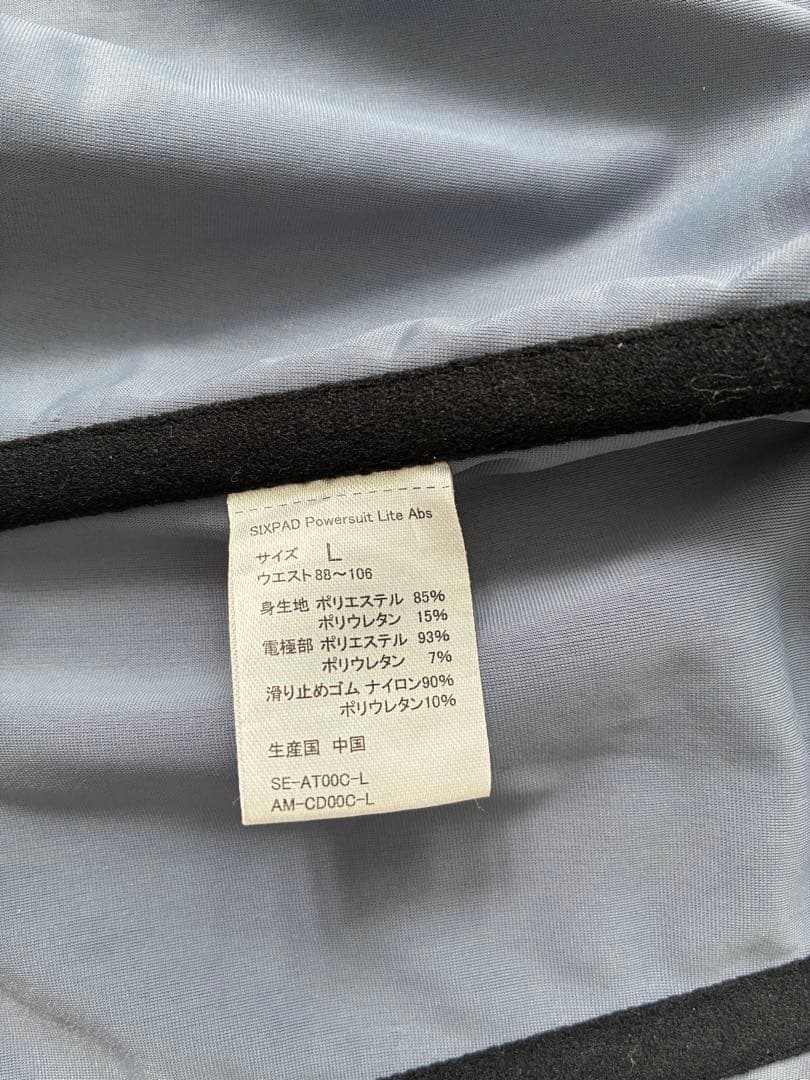 SIXPAD Powersuit Lite Abs
サイズ L
ウエスト88〜106
身生地 ポリエステル 85%
ポリウレタン 15%
電極部 ポリエステル 93%
ポリウレタン 7%
滑り止めゴム ナイロン90%
ポリウレタン10%
生産国 中国
SE-AT00C-L
AM-CD00C-L